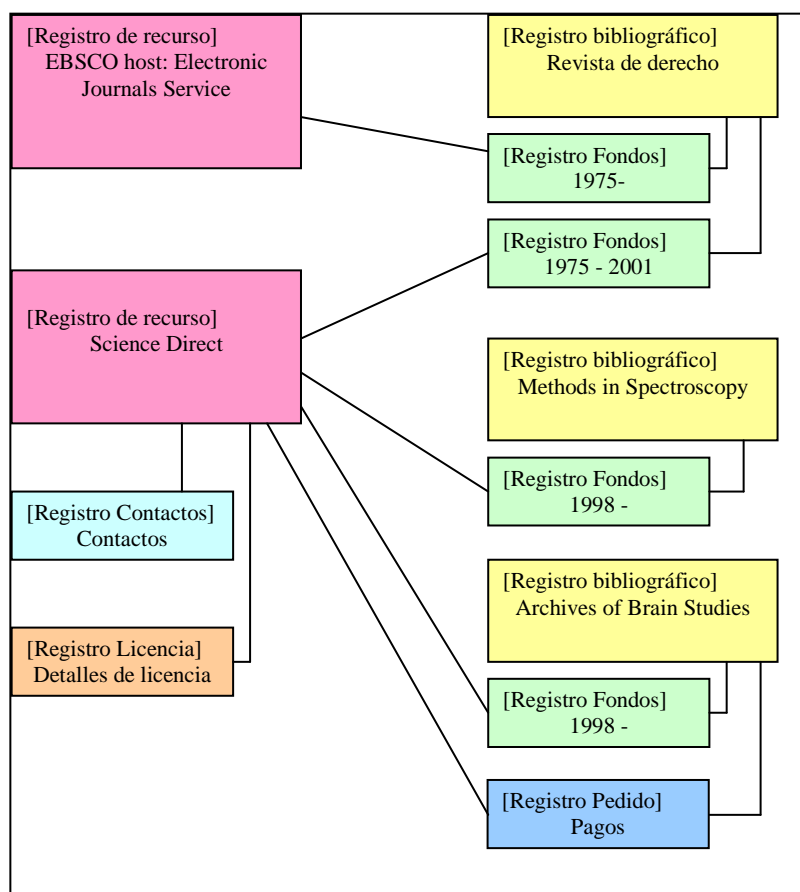 [Registro de recurso]
EBSCO host: Electronic
Journals Service
[Registro bibliográfico]
Revista de derecho
[Registro Fondos]
1975-
[Registro Fondos]
1975 - 2001
[Registro de recurso]
Science Direct
[Registro bibliográfico]
Methods in Spectroscopy
[Registro Fondos]
1998 -
[Registro Contactos]
Contactos
[Registro bibliográfico]
Archives of Brain Studies
[Registro Licencia]
Detalles de licencia
[Registro Fondos]
1998 -
[Registro Pedido]
Pagos